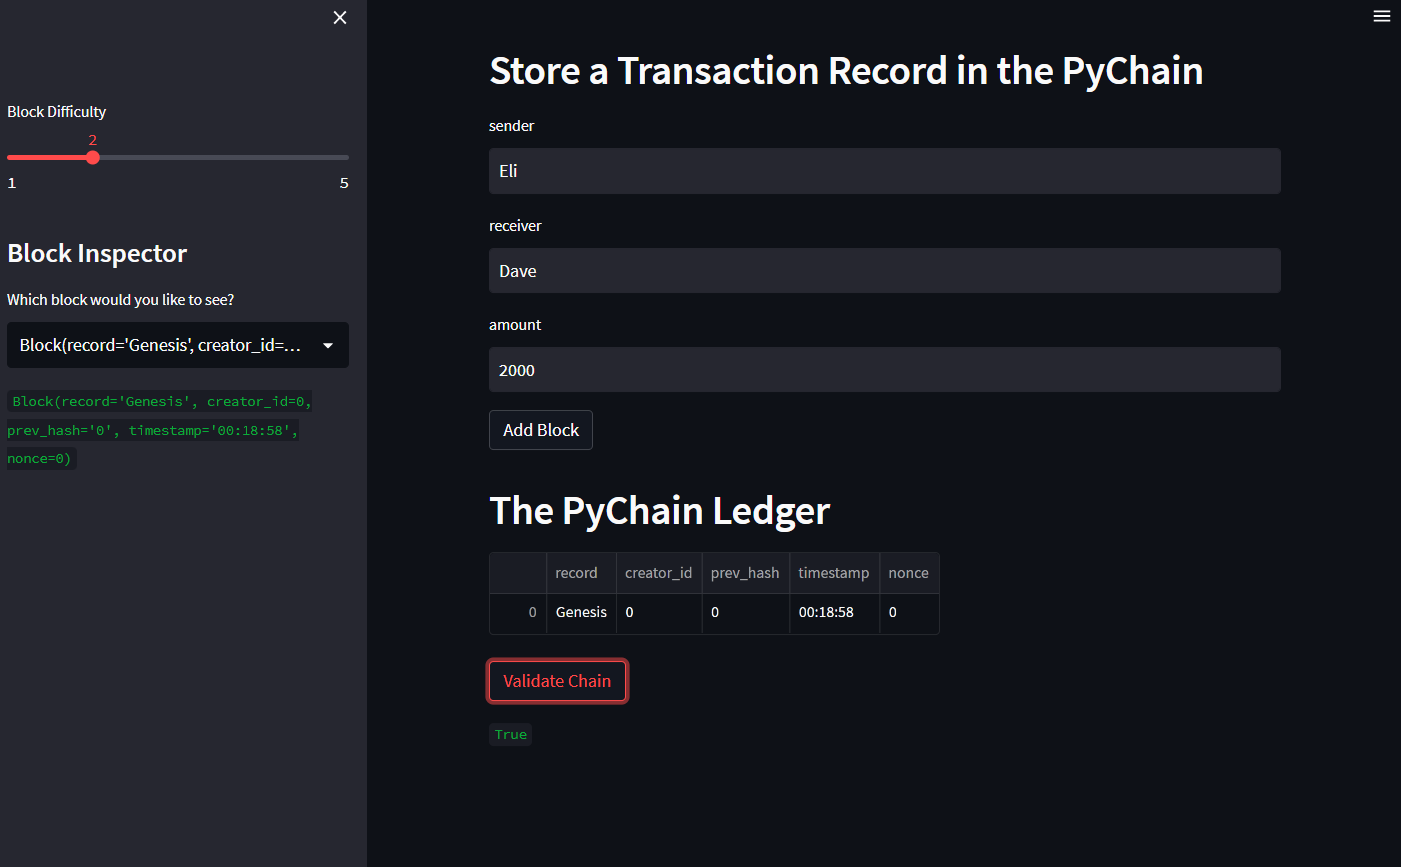 Block Difficulty
2
1 5
Block Inspector
Which block would you like to see?
Block(record='Genesis', creator_id=...
Block(record='Genesis', creator_id=0,
prev_hash='0', timestamp='00:18:58',
nonce=0)
Store a Transaction Record in the PyChain
sender
Eli
receiver
Dave
amount
2000
Add Block
The PyChain Ledger
record creator_id prev_hash timestamp nonce
0 Genesis 0 0 00:18:58 0
Validate Chain
True